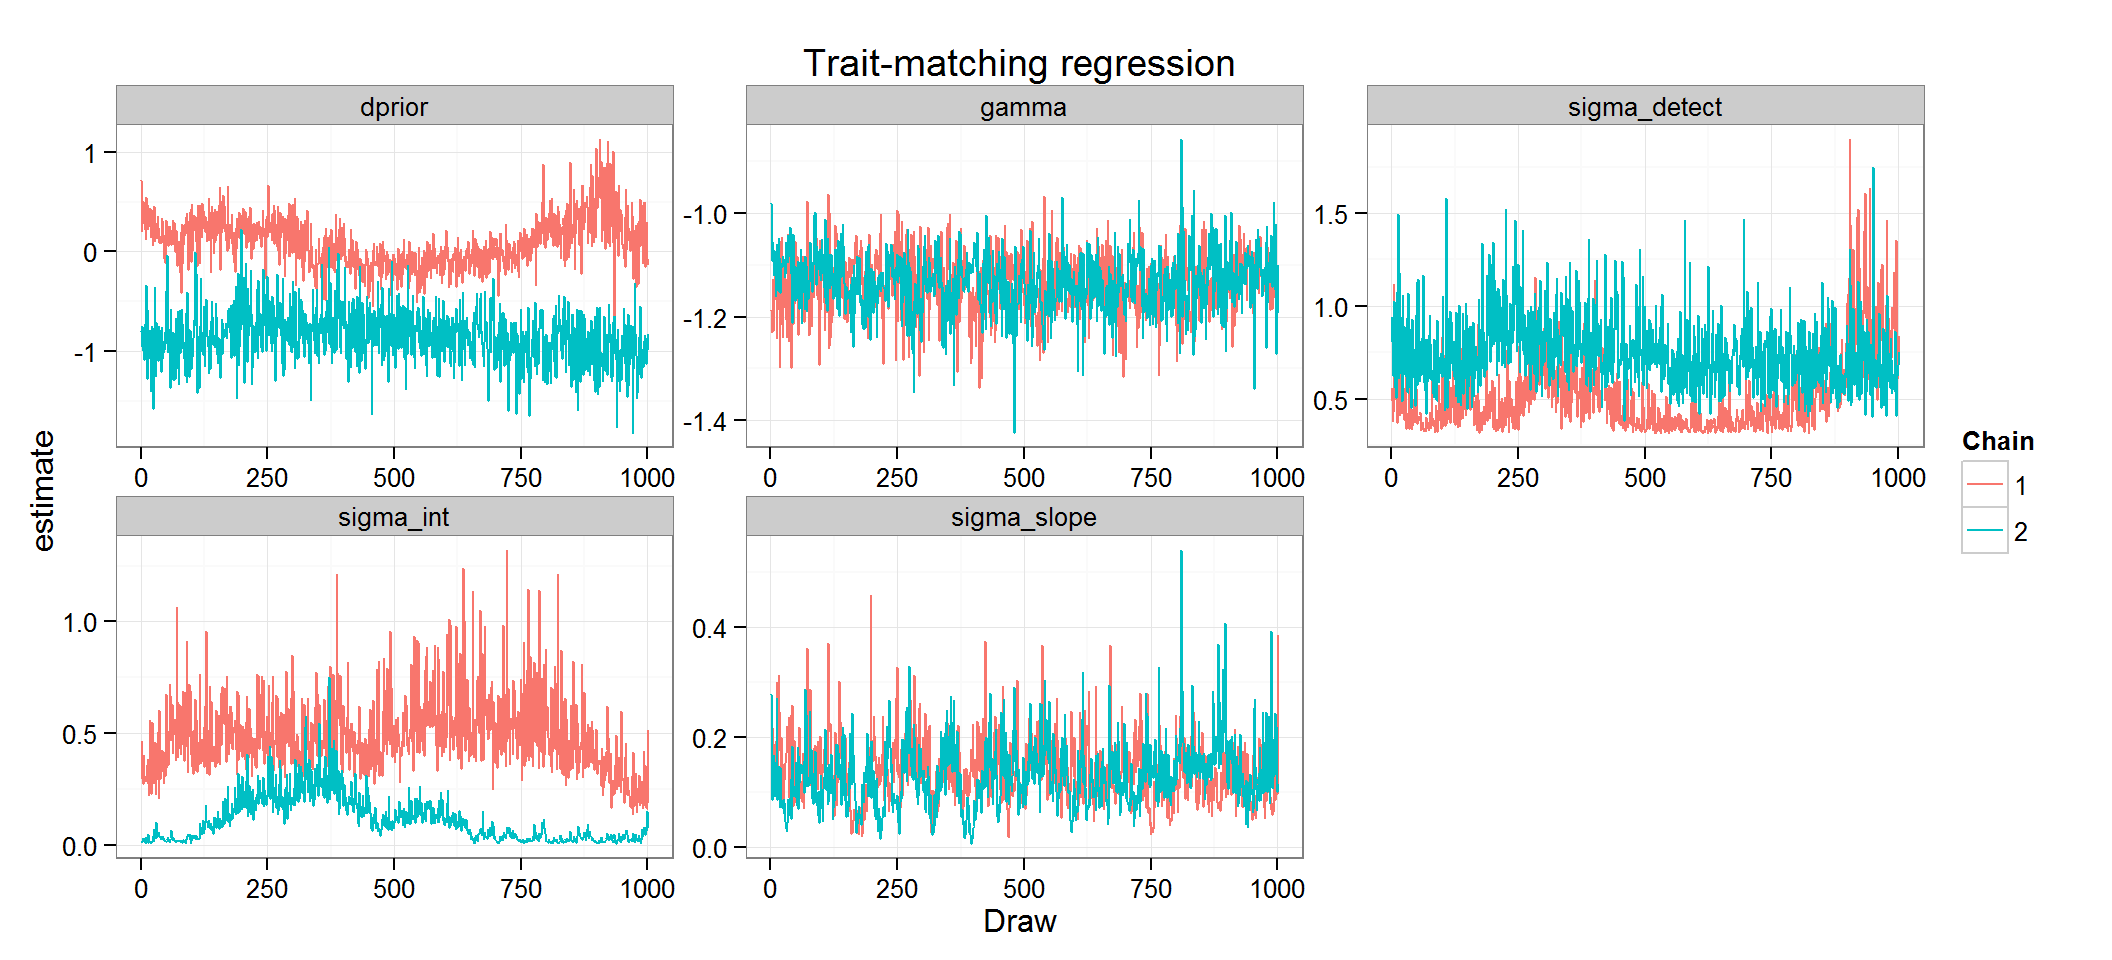 Trait-matching regression
dprior
gamma
sigma_detect
1
0
-1
-1.0
-1.2
-1.4
1.5
1.0
0.5
0 250 500 750 1000
0 250 500 750 1000
0 250 500 750 1000
estimate
sigma_int
sigma_slope
1.0
0.5
0.0
0.4
0.2
0.0
0 250 500 750 1000
0 250 500 750 1000
Draw
Chain
1
2